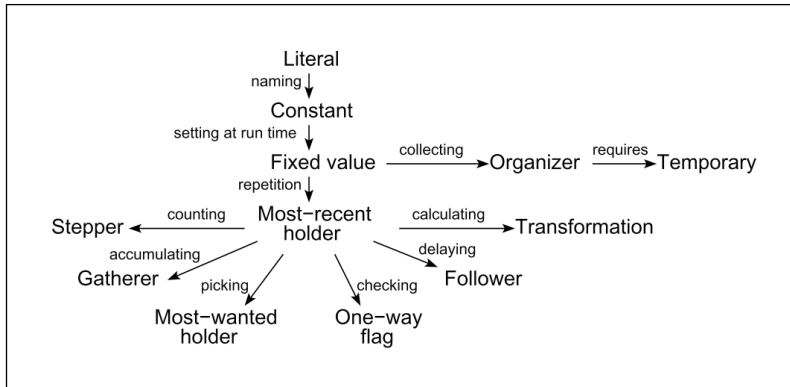 Literal
naming
Constant
setting at run time
Fixed value
collecting
Organizer
requires
Temporary
repetition
Most-recent
holder
counting
Stepper
calculating
Transformation
accumulating
Gatherer
delaying
Follower
picking
Most-wanted
holder
checking
One-way
flag